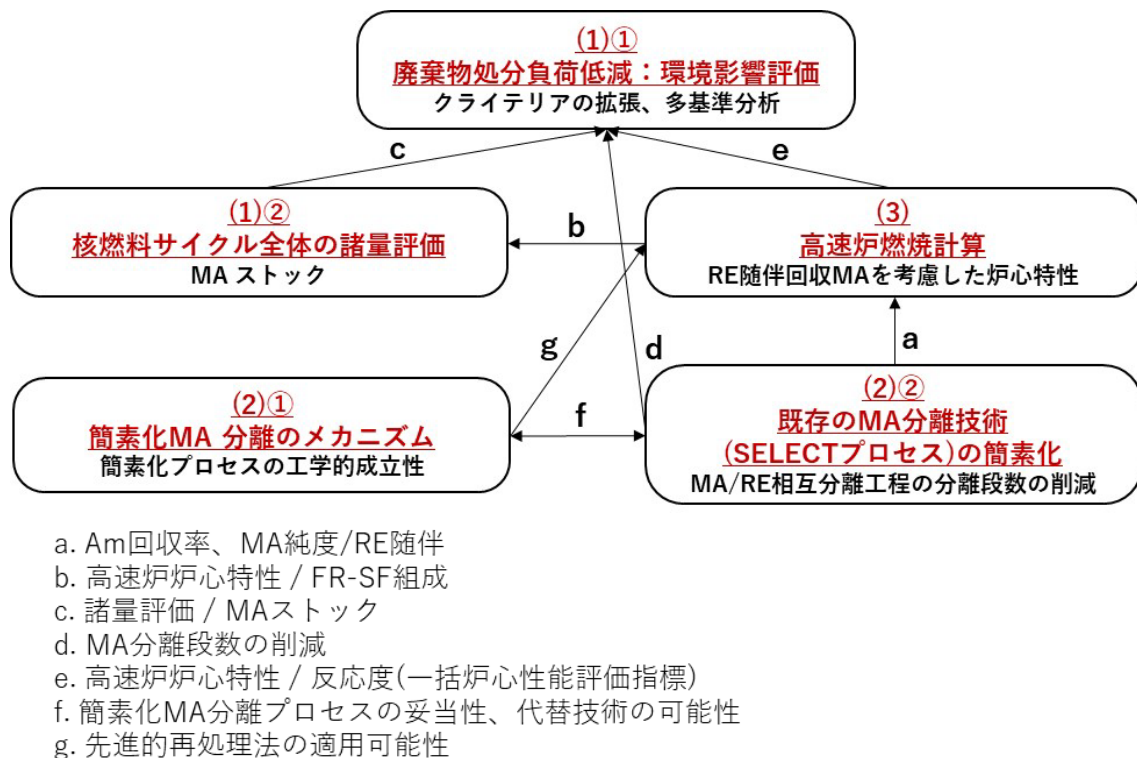 (1)①
廃棄物処分負荷低減：環境影響評価
クライテリアの拡張、多基準分析
c
e
(1)②
核燃料サイクル全体の諸量評価
MA ストック
b
(3)
高速炉燃焼計算
RE随伴回収MAを考慮した炉心特性
g
d
a
(2)①
簡素化MA 分離のメカニズム
簡素化プロセスの工学的成立性
f
(2)②
既存のMA分離技術
(SELECTプロセス)の簡素化
MA/RE相互分離工程の分離段数の削減
a. Am回収率、MA純度/RE随伴
b. 高速炉炉心特性 / FR-SF組成
c. 諸量評価 / MAストック
d. MA分離段数の削減
e. 高速炉炉心特性 / 反応度(一括炉心性能評価指標)
f. 簡素化MA分離プロセスの妥当性、代替技術の可能性
g. 先進的再処理法の適用可能性